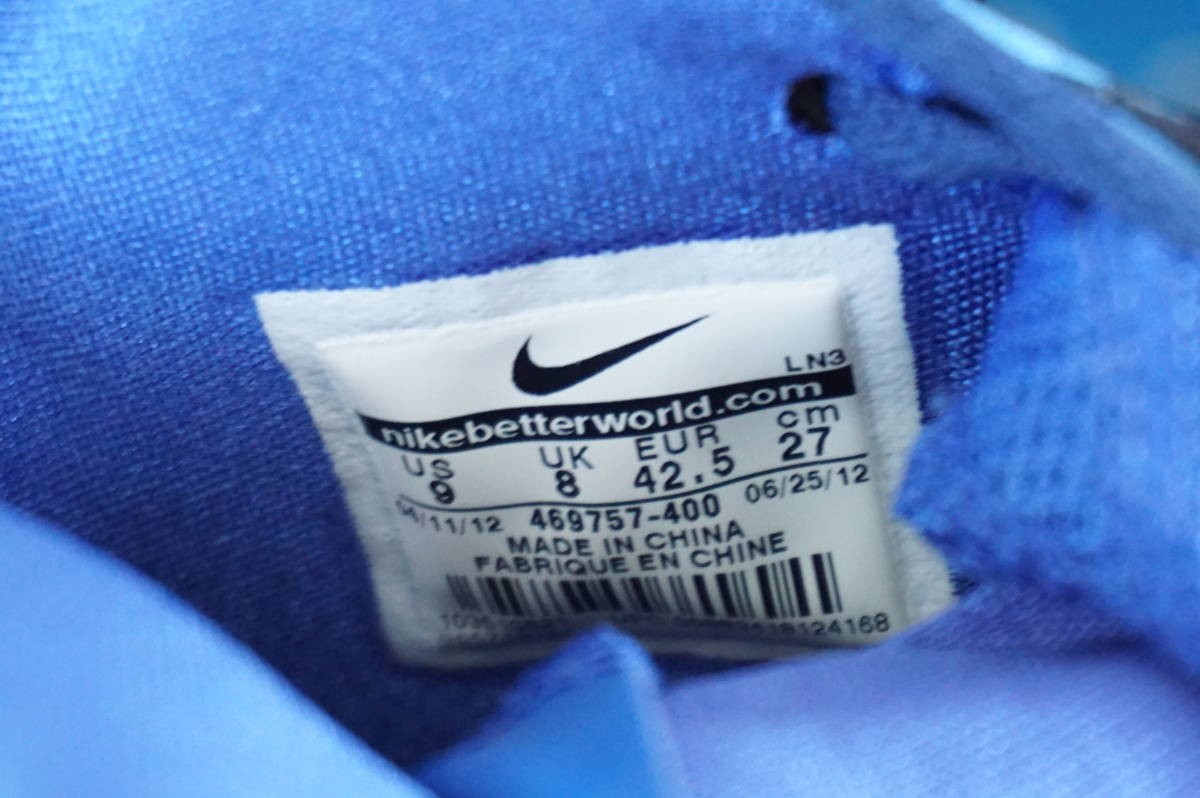 LN3
nikebetterworld.com
US UK EUR cm
9 8 42.5 27
04/11/12 469757-400 06/25/12
MADE IN CHINA
FABRIQUE EN CHINE